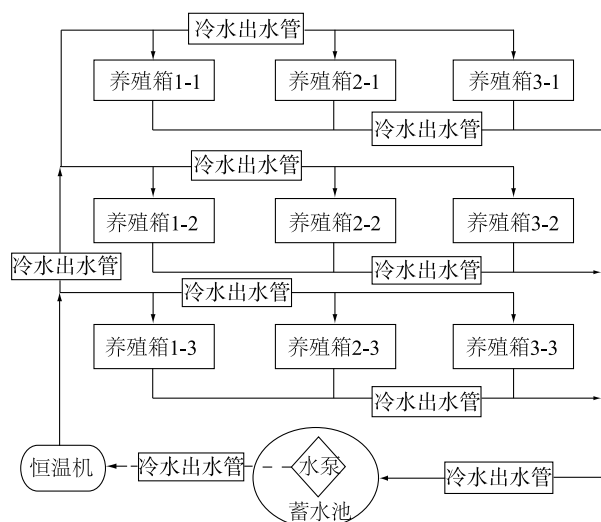 冷水出水管
养殖箱1-1
养殖箱2-1
养殖箱3-1
冷水出水管
冷水出水管
养殖箱1-2
养殖箱2-2
养殖箱3-2
冷水出水管
冷水出水管
冷水出水管
养殖箱1-3
养殖箱2-3
养殖箱3-3
冷水出水管
恒温机
冷水出水管
水泵
冷水出水管
蓄水池